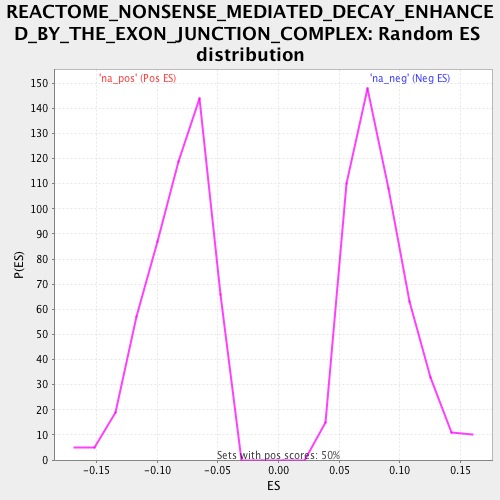 REACTOME_NONSENSE_MEDIATED_DECAY_ENHANCE
D_BY_THE_EXON_JUNCTION_COMPLEX: Random ES
distribution
'na_pos' (Pos ES) 'na_neg' (Neg ES)
150
140
130
120
110
100
90
80
70
60
50
40
30
20
10
0
P(ES)
Sets with pos scores: 50%
-0.15 -0.10 -0.05 0.00 0.05 0.10 0.15
ES